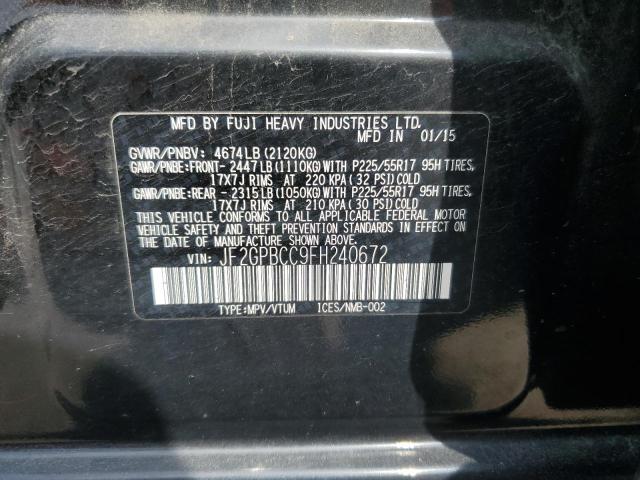 MFD BY FUJI HEAVY INDUSTRIES LTD.
MFD IN 01/15
GVWR/PNBV: 4674LB(2120KG)
GAWR/PNBE:FRONT-2447LB(1110KG)WITH P225/55R17 95H TIRES,
17X7J RIMS AT 220 KPA(32 PSI)COLD
GAWR/PNBE:REAR -2315LB(1050KG)WITH P225/55R17 95H TIRES,
17X7J RIMS AT 210 KPA(30 PSI)COLD
THIS VEHICLE CONFORMS TO ALL APPLICABLE FEDERAL MOTOR
VEHICLE SAFETY AND THEFT PREVENTION STANDARDS IN EFFECT
ON THE DATE OF MANUFACTURE SHOWN ABOVE.
VIN: JF2GPBCC9FH240672
TYPE:MPV/VTUM ICES/NMB-002